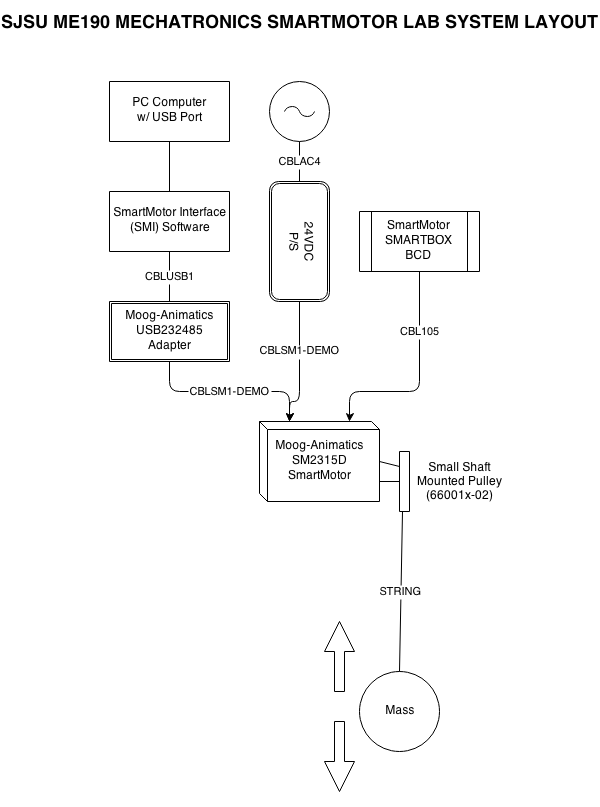 SJSU ME190 MECHATRONICS SMARTMOTOR LAB SYSTEM LAYOUT
PC Computer
w/ USB Port
CBLAC4
SmartMotor Interface
(SMI) Software
24VDC
P/S
SmartMotor
SMARTBOX
BCD
CBLUSB1
Moog-Animatics
USB232485
Adapter
CBLSM1-DEMO
CBL105
CBLSM1-DEMO
Moog-Animatics
SM2315D
SmartMotor
Small Shaft
Mounted Pulley
(66001x-02)
STRING
Mass